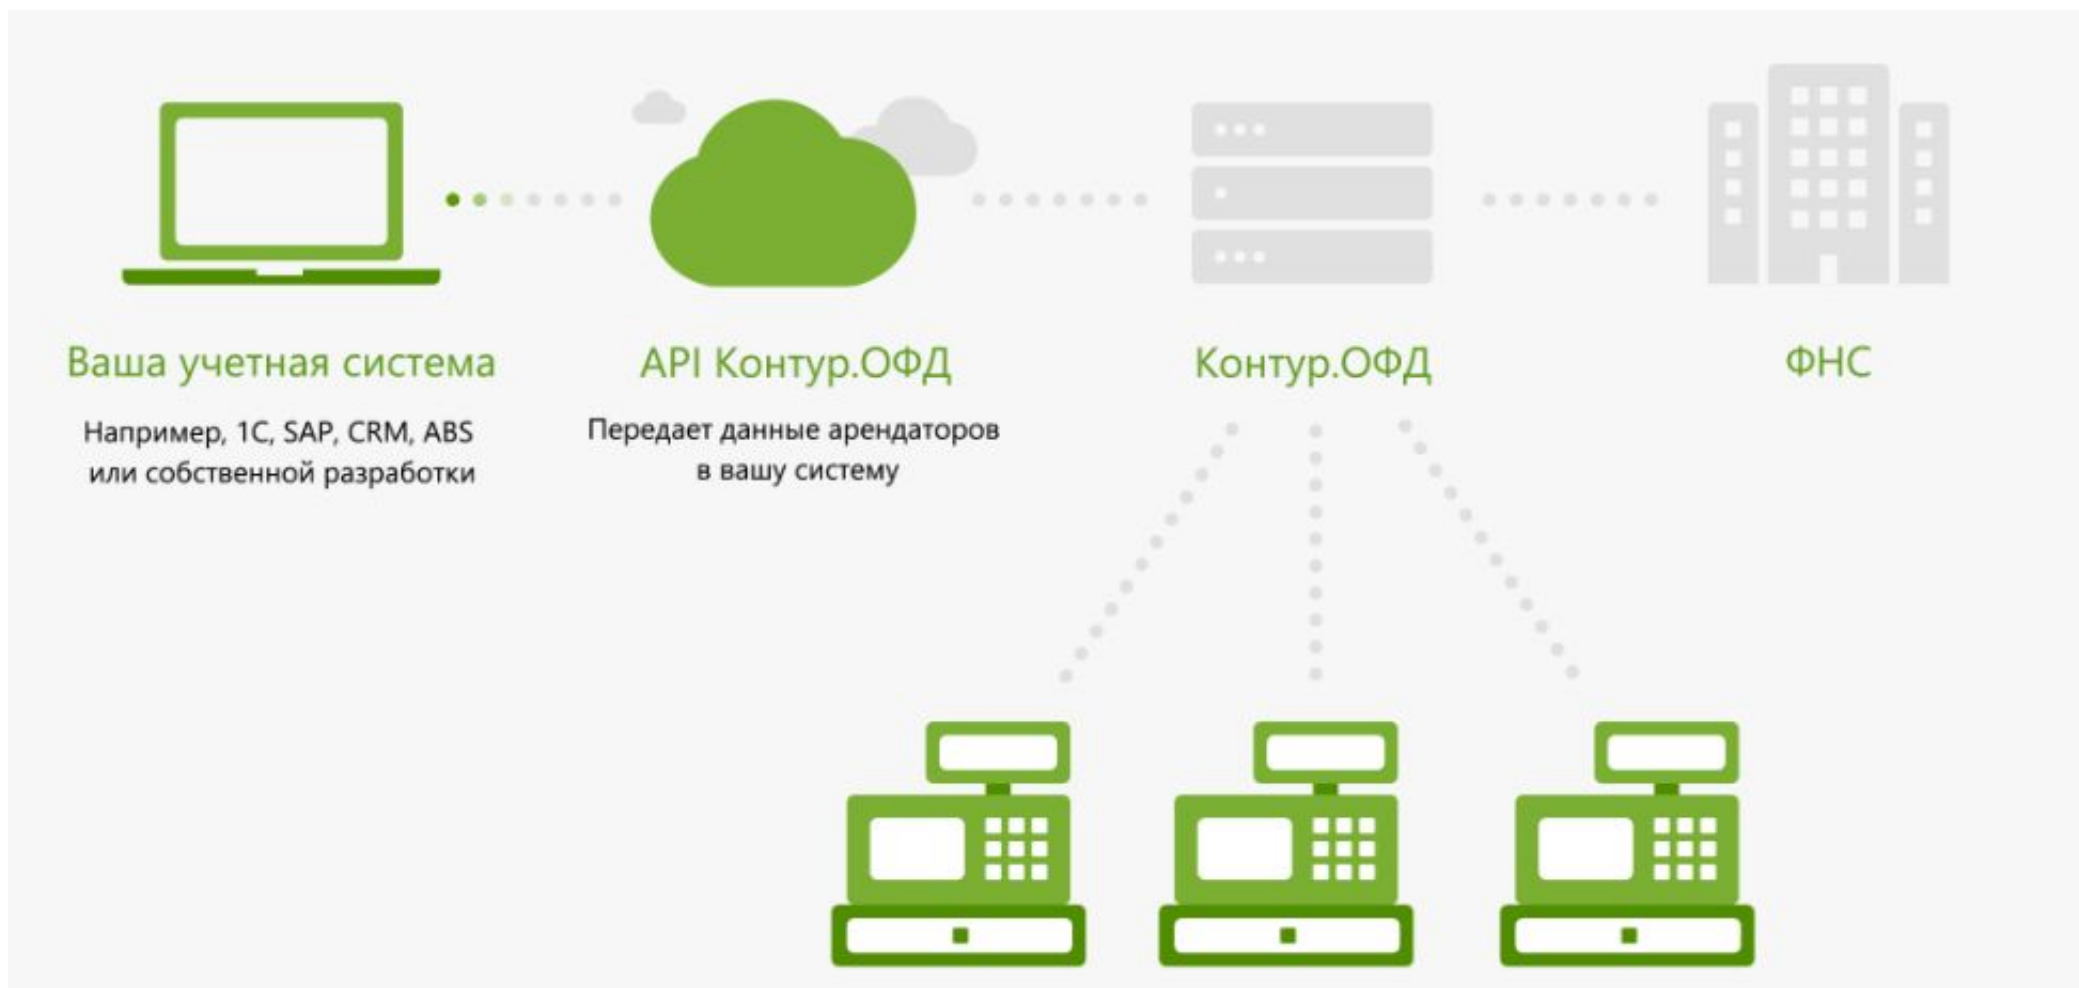 Ваша учетная система
Например, 1С, SAP, CRM, ABS
или собственной разработки
API Контур.ОФД
Передает данные арендаторов
в вашу систему
Контур.ОФД
ФНС